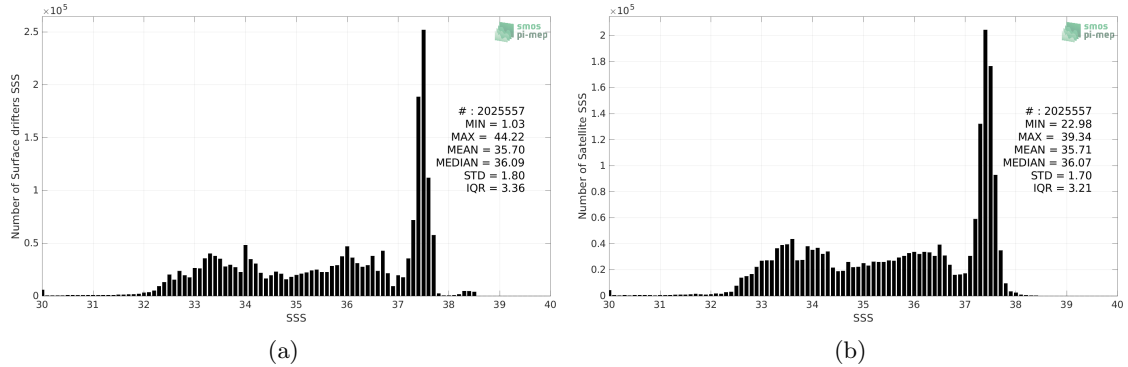 ×10⁵
smos
pi-mep
2.5
2
1.5
1
0.5
0
Number of Surface drifters SSS
# : 2025557
MIN = 1.03
MAX = 44.22
MEAN = 35.70
MEDIAN = 36.09
STD = 1.80
IQR = 3.36
30 31 32 33 34 35 36 37 38 39 40
SSS
(a)
×10⁵
smos
pi-mep
2
1.8
1.6
1.4
1.2
1
0.8
0.6
0.4
0.2
0
Number of Satellite SSS
# : 2025557
MIN = 22.98
MAX = 39.34
MEAN = 35.71
MEDIAN = 36.07
STD = 1.70
IQR = 3.21
30 31 32 33 34 35 36 37 38 39 40
SSS
(b)